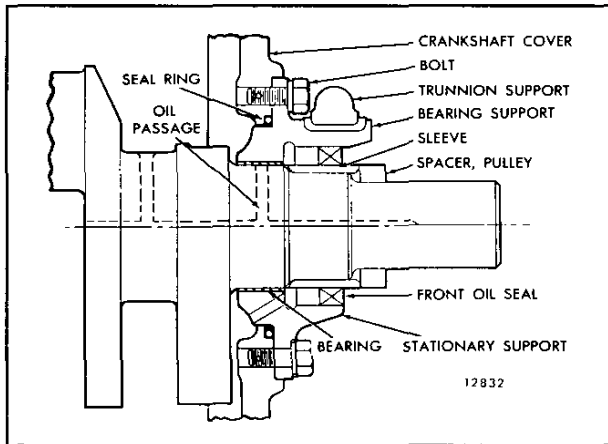 CRANKSHAFT COVER
BOLT
SEAL RING
TRUNNION SUPPORT
OIL
PASSAGE
BEARING SUPPORT
SLEEVE
SPACER, PULLEY
FRONT OIL SEAL
BEARING
STATIONARY SUPPORT
12832